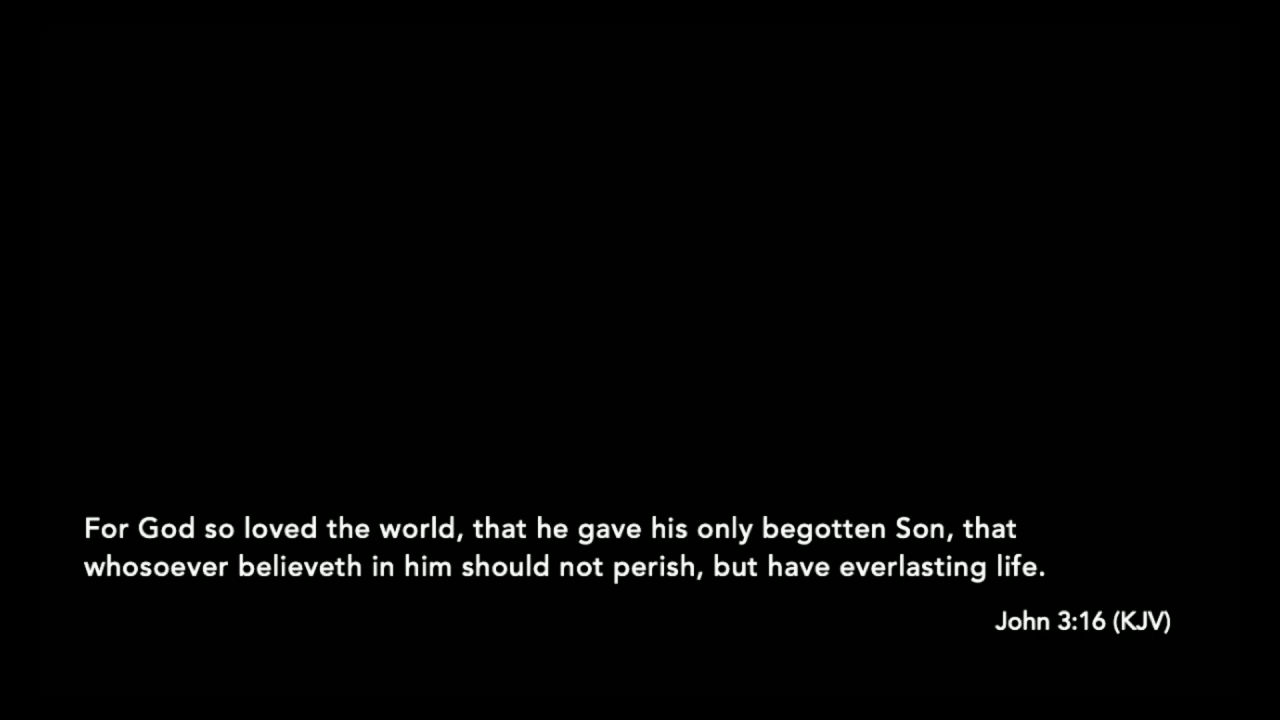 For God so loved the world, that he gave his only begotten Son, that
whosoever believeth in him should not perish, but have everlasting life.
John 3:16 (KJV)